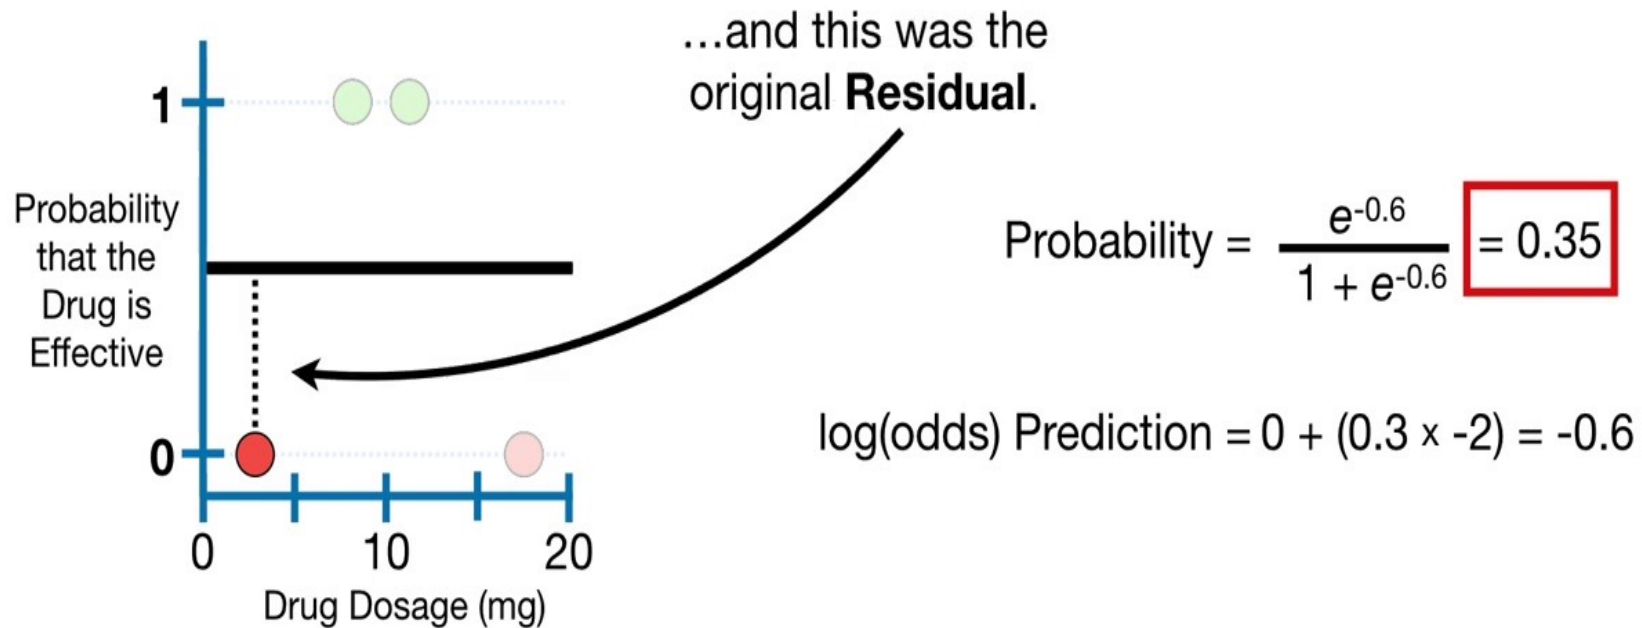 ...and this was the
original Residual.
1
Probability
that the
Drug is
Effective
0
0 10 20
Drug Dosage (mg)
Probability = e^-0.6 / 1 + e^-0.6 = 0.35
log(odds) Prediction = 0 + (0.3 x -2) = -0.6